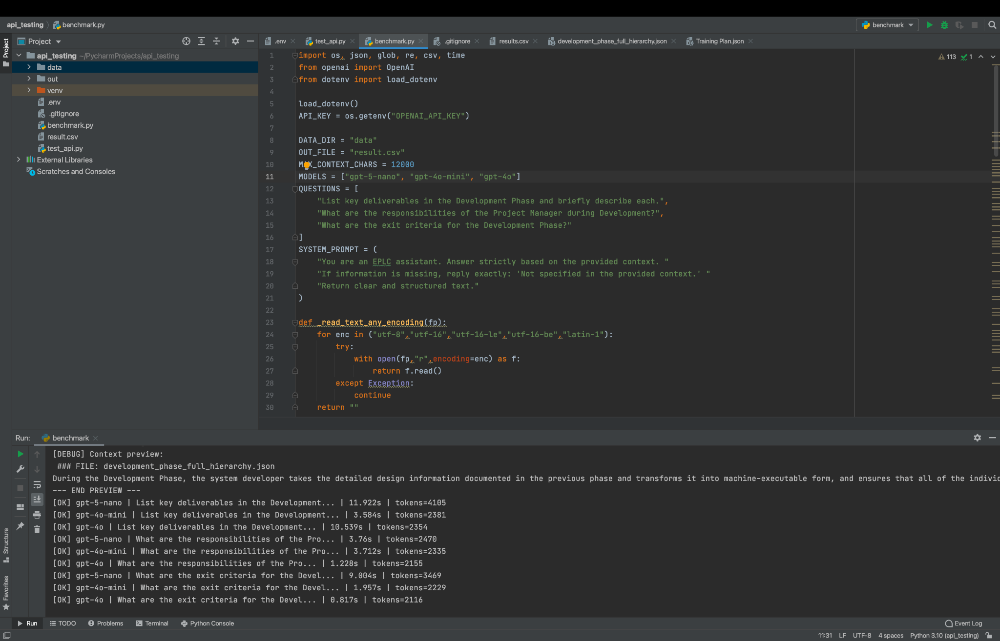 api_testing benchmark.py
benchmark
Project
.env
test_api.py
benchmark.py
.gitignore
results.csv
development_phase_full_hierarchy.json
Training Plan.json
Project
api_testing ~/PycharmProjects/api_testing
data
out
venv
.env
.gitignore
benchmark.py
result.csv
test_api.py
External Libraries
Scratches and Consoles
113 1
1 import os, json, glob, re, csv, time
2 from openai import OpenAI
3 from dotenv import load_dotenv
4
5 load_dotenv()
6 API_KEY = os.getenv("OPENAI_API_KEY")
7
8 DATA_DIR = "data"
9 OUT_FILE = "result.csv"
10 MAX_CONTEXT_CHARS = 12000
11 MODELS = ["gpt-5-nano", "gpt-4o-mini", "gpt-4o"]
12 QUESTIONS = [
13 "List key deliverables in the Development Phase and briefly describe each.",
14 "What are the responsibilities of the Project Manager during Development?",
15 "What are the exit criteria for the Development Phase?"
16 ]
17 SYSTEM_PROMPT = (
18 "You are an EPLC assistant. Answer strictly based on the provided context. "
19 "If information is missing, reply exactly: 'Not specified in the provided context.' "
20 "Return clear and structured text."
21 )
22
23 def _read_text_any_encoding(fp):
24 for enc in ("utf-8","utf-16","utf-16-le","utf-16-be","latin-1"):
25 try:
26 with open(fp,"r",encoding=enc) as f:
27 return f.read()
28 except Exception:
29 continue
30 return ""
Run: benchmark
[DEBUG] Context preview:
### FILE: development_phase_full_hierarchy.json
During the Development Phase, the system developer takes the detailed design information documented in the previous phase and transforms it into machine-executable form, and ensures that all of the indivi
--- END PREVIEW ---
[OK] gpt-5-nano | List key deliverables in the Development... | 11.922s | tokens=4105
[OK] gpt-4o-mini | List key deliverables in the Development... | 3.584s | tokens=2381
[OK] gpt-4o | List key deliverables in the Development... | 10.539s | tokens=2354
[OK] gpt-5-nano | What are the responsibilities of the Pro... | 3.76s | tokens=2470
[OK] gpt-4o-mini | What are the responsibilities of the Pro... | 3.712s | tokens=2335
[OK] gpt-4o | What are the responsibilities of the Pro... | 1.228s | tokens=2155
[OK] gpt-5-nano | What are the exit criteria for the Devel... | 9.004s | tokens=3469
[OK] gpt-4o-mini | What are the exit criteria for the Devel... | 1.957s | tokens=2229
[OK] gpt-4o | What are the exit criteria for the Devel... | 0.817s | tokens=2116
Structure
Favorites
Run TODO Problems Terminal Python Console Event Log
11:31 LF UTF-8 4 spaces Python 3.10 (api_testing)